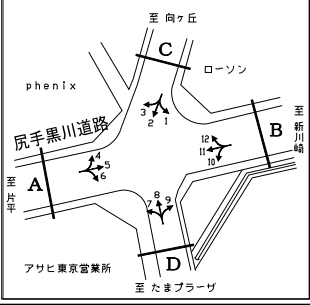 至 向ヶ丘
C
ローソン
phenix
尻手黒川道路
至 新川崎
3
2
1
12
11
10
B
4
5
6
A
至 片平
7
8
9
D
アサヒ東京営業所
至 たまプラーザ